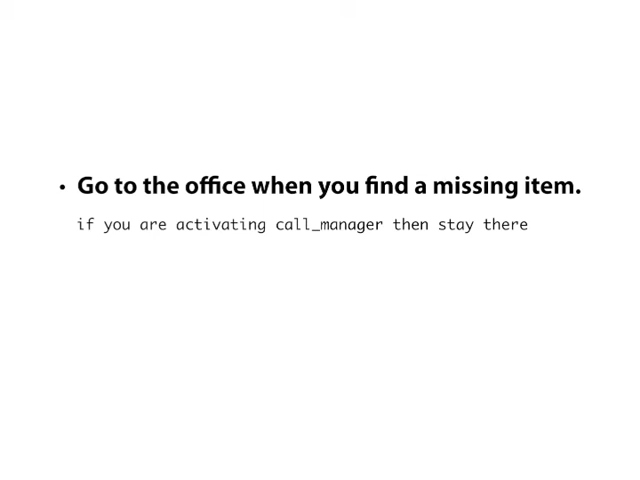 • Go to the office when you find a missing item.
if you are activating call_manager then stay there